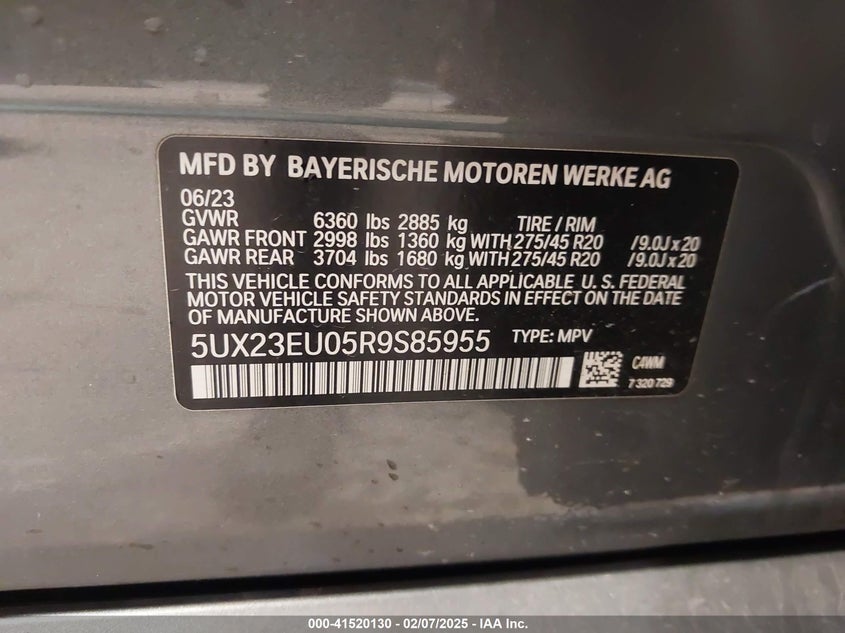 MFD BY BAYERISCHE MOTOREN WERKE AG
06/23
GVWR 6360 lbs 2885 kg TIRE / RIM
GAWR FRONT 2998 lbs 1360 kg WITH 275/45 R20 /9.0J x 20
GAWR REAR 3704 lbs 1680 kg WITH 275/45 R20 /9.0J x 20
THIS VEHICLE CONFORMS TO ALL APPLICABLE U. S. FEDERAL
MOTOR VEHICLE SAFETY STANDARDS IN EFFECT ON THE DATE
OF MANUFACTURE SHOWN ABOVE.
5UX23EU05R9S85955 TYPE: MPV
C4WM
7 320 729
000-41520130 - 02/07/2025 - IAA Inc.